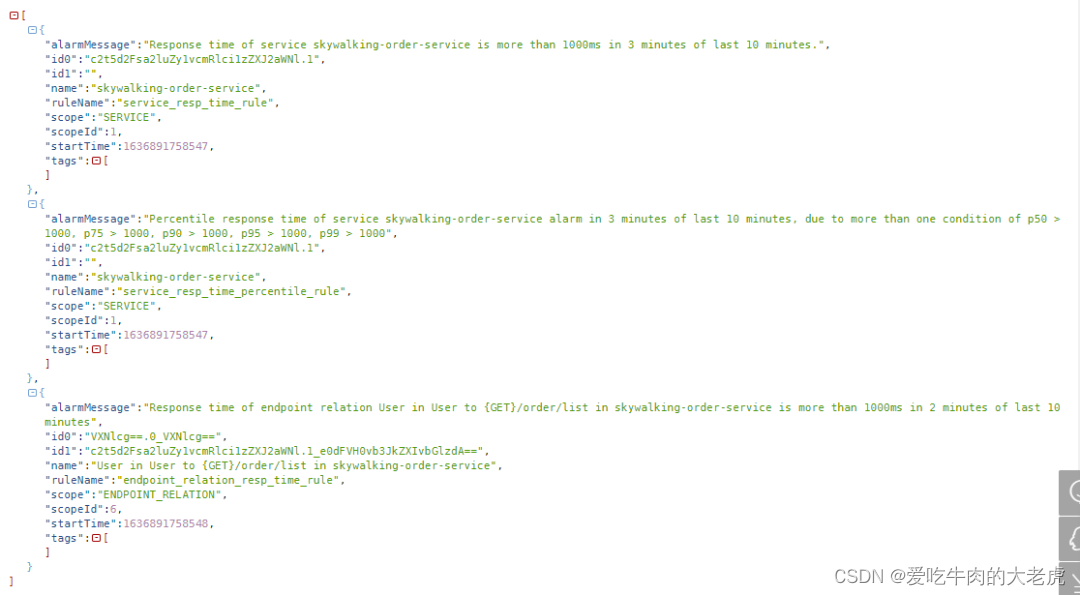 [
{
"alarmMessage":"Response time of service skywalking-order-service is more than 1000ms in 3 minutes of last 10 minutes.",
"id0":"c2t5d2Fsa2luZy1vcmRlci1zZXJ2aWNl.1",
"id1":"",
"name":"skywalking-order-service",
"ruleName":"service_resp_time_rule",
"scope":"SERVICE",
"scopeId":1,
"startTime":1636891758547,
"tags":[
]
},
{
"alarmMessage":"Percentile response time of service skywalking-order-service alarm in 3 minutes of last 10 minutes, due to more than one condition of p50 >
1000, p75 > 1000, p90 > 1000, p95 > 1000, p99 > 1000",
"id0":"c2t5d2Fsa2luZy1vcmRlci1zZXJ2aWNl.1",
"id1":"",
"name":"skywalking-order-service",
"ruleName":"service_resp_time_percentile_rule",
"scope":"SERVICE",
"scopeId":1,
"startTime":1636891758547,
"tags":[
]
},
{
"alarmMessage":"Response time of endpoint relation User in User to {GET}/order/list in skywalking-order-service is more than 1000ms in 2 minutes of last 10
minutes",
"id0":"VXNlcg==.0_VXNlcg==",
"id1":"c2t5d2Fsa2luZy1vcmRlci1zZXJ2aWNl.1_e0dFVH0vb3JkZXIvbGlzdA==",
"name":"User in User to {GET}/order/list in skywalking-order-service",
"ruleName":"endpoint_relation_resp_time_rule",
"scope":"ENDPOINT_RELATION",
"scopeId":6,
"startTime":1636891758548,
"tags":[
]
}
]
CSDN @爱吃牛肉的大老虎